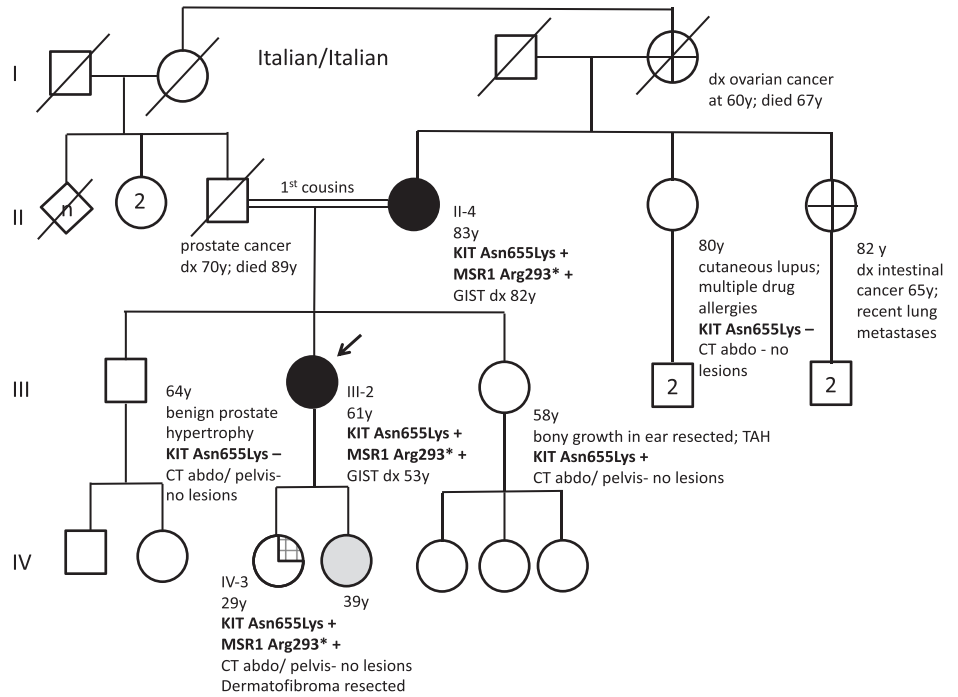 I
Italian/Italian
dx ovarian cancer
at 60y; died 67y
II
n
2
1st cousins
prostate cancer
dx 70y; died 89y
II-4
83y
KIT Asn655Lys +
MSR1 Arg293* +
GIST dx 82y
80y
cutaneous lupus;
multiple drug
allergies
KIT Asn655Lys –
CT abdo - no
lesions
82 y
dx intestinal
cancer 65y;
recent lung
metastases
III
64y
benign prostate
hypertrophy
KIT Asn655Lys –
CT abdo/ pelvis-
no lesions
III-2
61y
KIT Asn655Lys +
MSR1 Arg293* +
GIST dx 53y
58y
bony growth in ear resected; TAH
KIT Asn655Lys +
CT abdo/ pelvis- no lesions
2
2
IV
IV-3
29y
KIT Asn655Lys +
MSR1 Arg293* +
CT abdo/ pelvis- no lesions
Dermatofibroma resected
39y